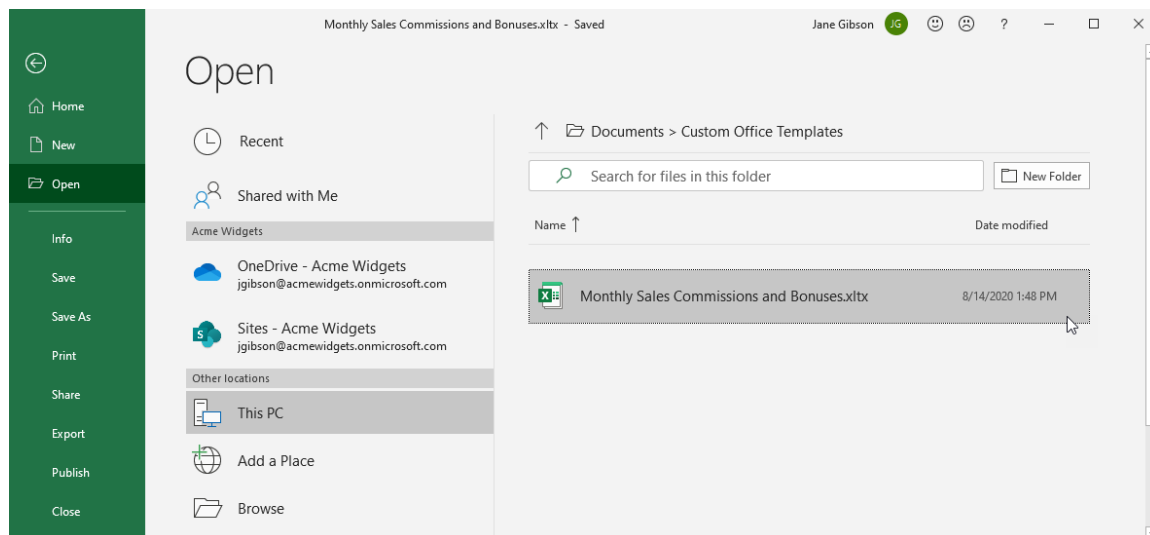 Monthly Sales Commissions and Bonuses.xltx - Saved
Jane Gibson
JG
?
Home
New
Open
Info
Save
Save As
Print
Share
Export
Publish
Close
Open
Recent
Shared with Me
Acme Widgets
OneDrive - Acme Widgets
jgibson@acmewidgets.onmicrosoft.com
S
Sites - Acme Widgets
jgibson@acmewidgets.onmicrosoft.com
Other locations
This PC
Add a Place
Browse
Documents > Custom Office Templates
Search for files in this folder
New Folder
Name
Date modified
X
Monthly Sales Commissions and Bonuses.xltx
8/14/2020 1:48 PM